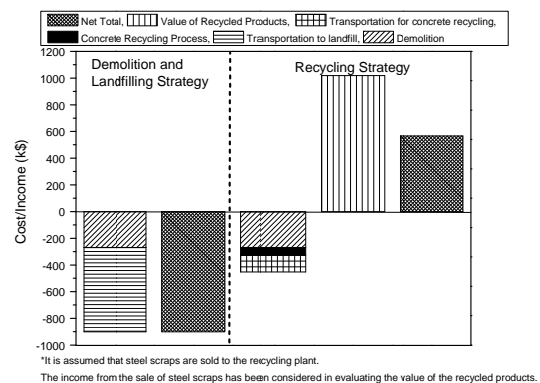 Net Total, Value of Recycled Products, Transportation for concrete recycling,
Concrete Recycling Process, Transportation to landfill, Demolition
1200
1000
800
600
400
200
0
-200
-400
-600
-800
-1000
Cost/Income (k$)
Demolition and
Landfilling Strategy
Recycling Strategy
*It is assumed that steel scraps are sold to the recycling plant.
The income from the sale of steel scraps has been considered in evaluating the value of the recycled products.